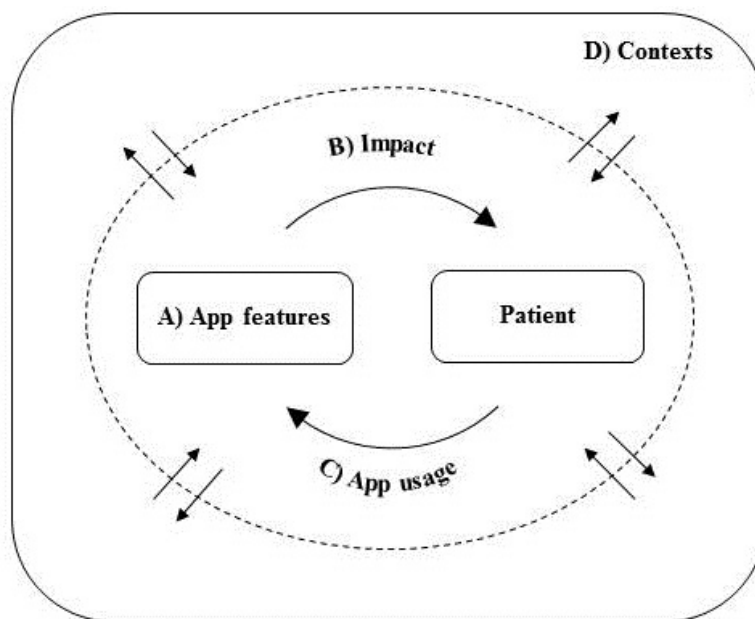 D) Contexts
B) Impact
A) App features
Patient
C) App usage